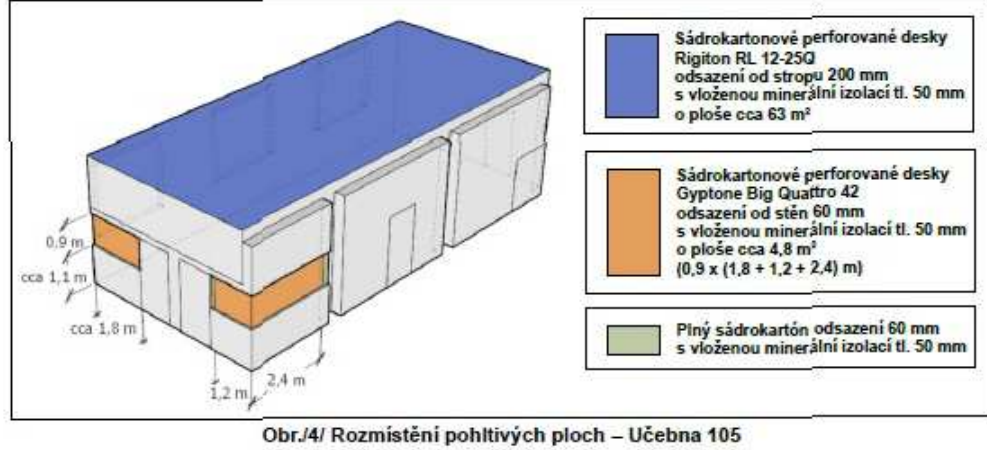 Sádrokartonové perforované desky
Rigiton RL 12-25Q
odsazení od stropu 200 mm
s vloženou minerální izolací tl. 50 mm
o ploše cca 63 m²
Sádrokartonové perforované desky
Gyptone Big Quattro 42
odsazení od stěn 60 mm
s vloženou minerální izolací tl. 50 mm
o ploše cca 4,8 m²
(0,9 x (1,8 + 1,2 + 2,4) m)
Plný sádrokartón odsazení 60 mm
s vloženou minerální izolací tl. 50 mm
0,9 m
cca 1,1 m
cca 1,8 m
1,2 m
2,4 m
Obr./4/ Rozmístění pohltivých ploch – Učebna 105